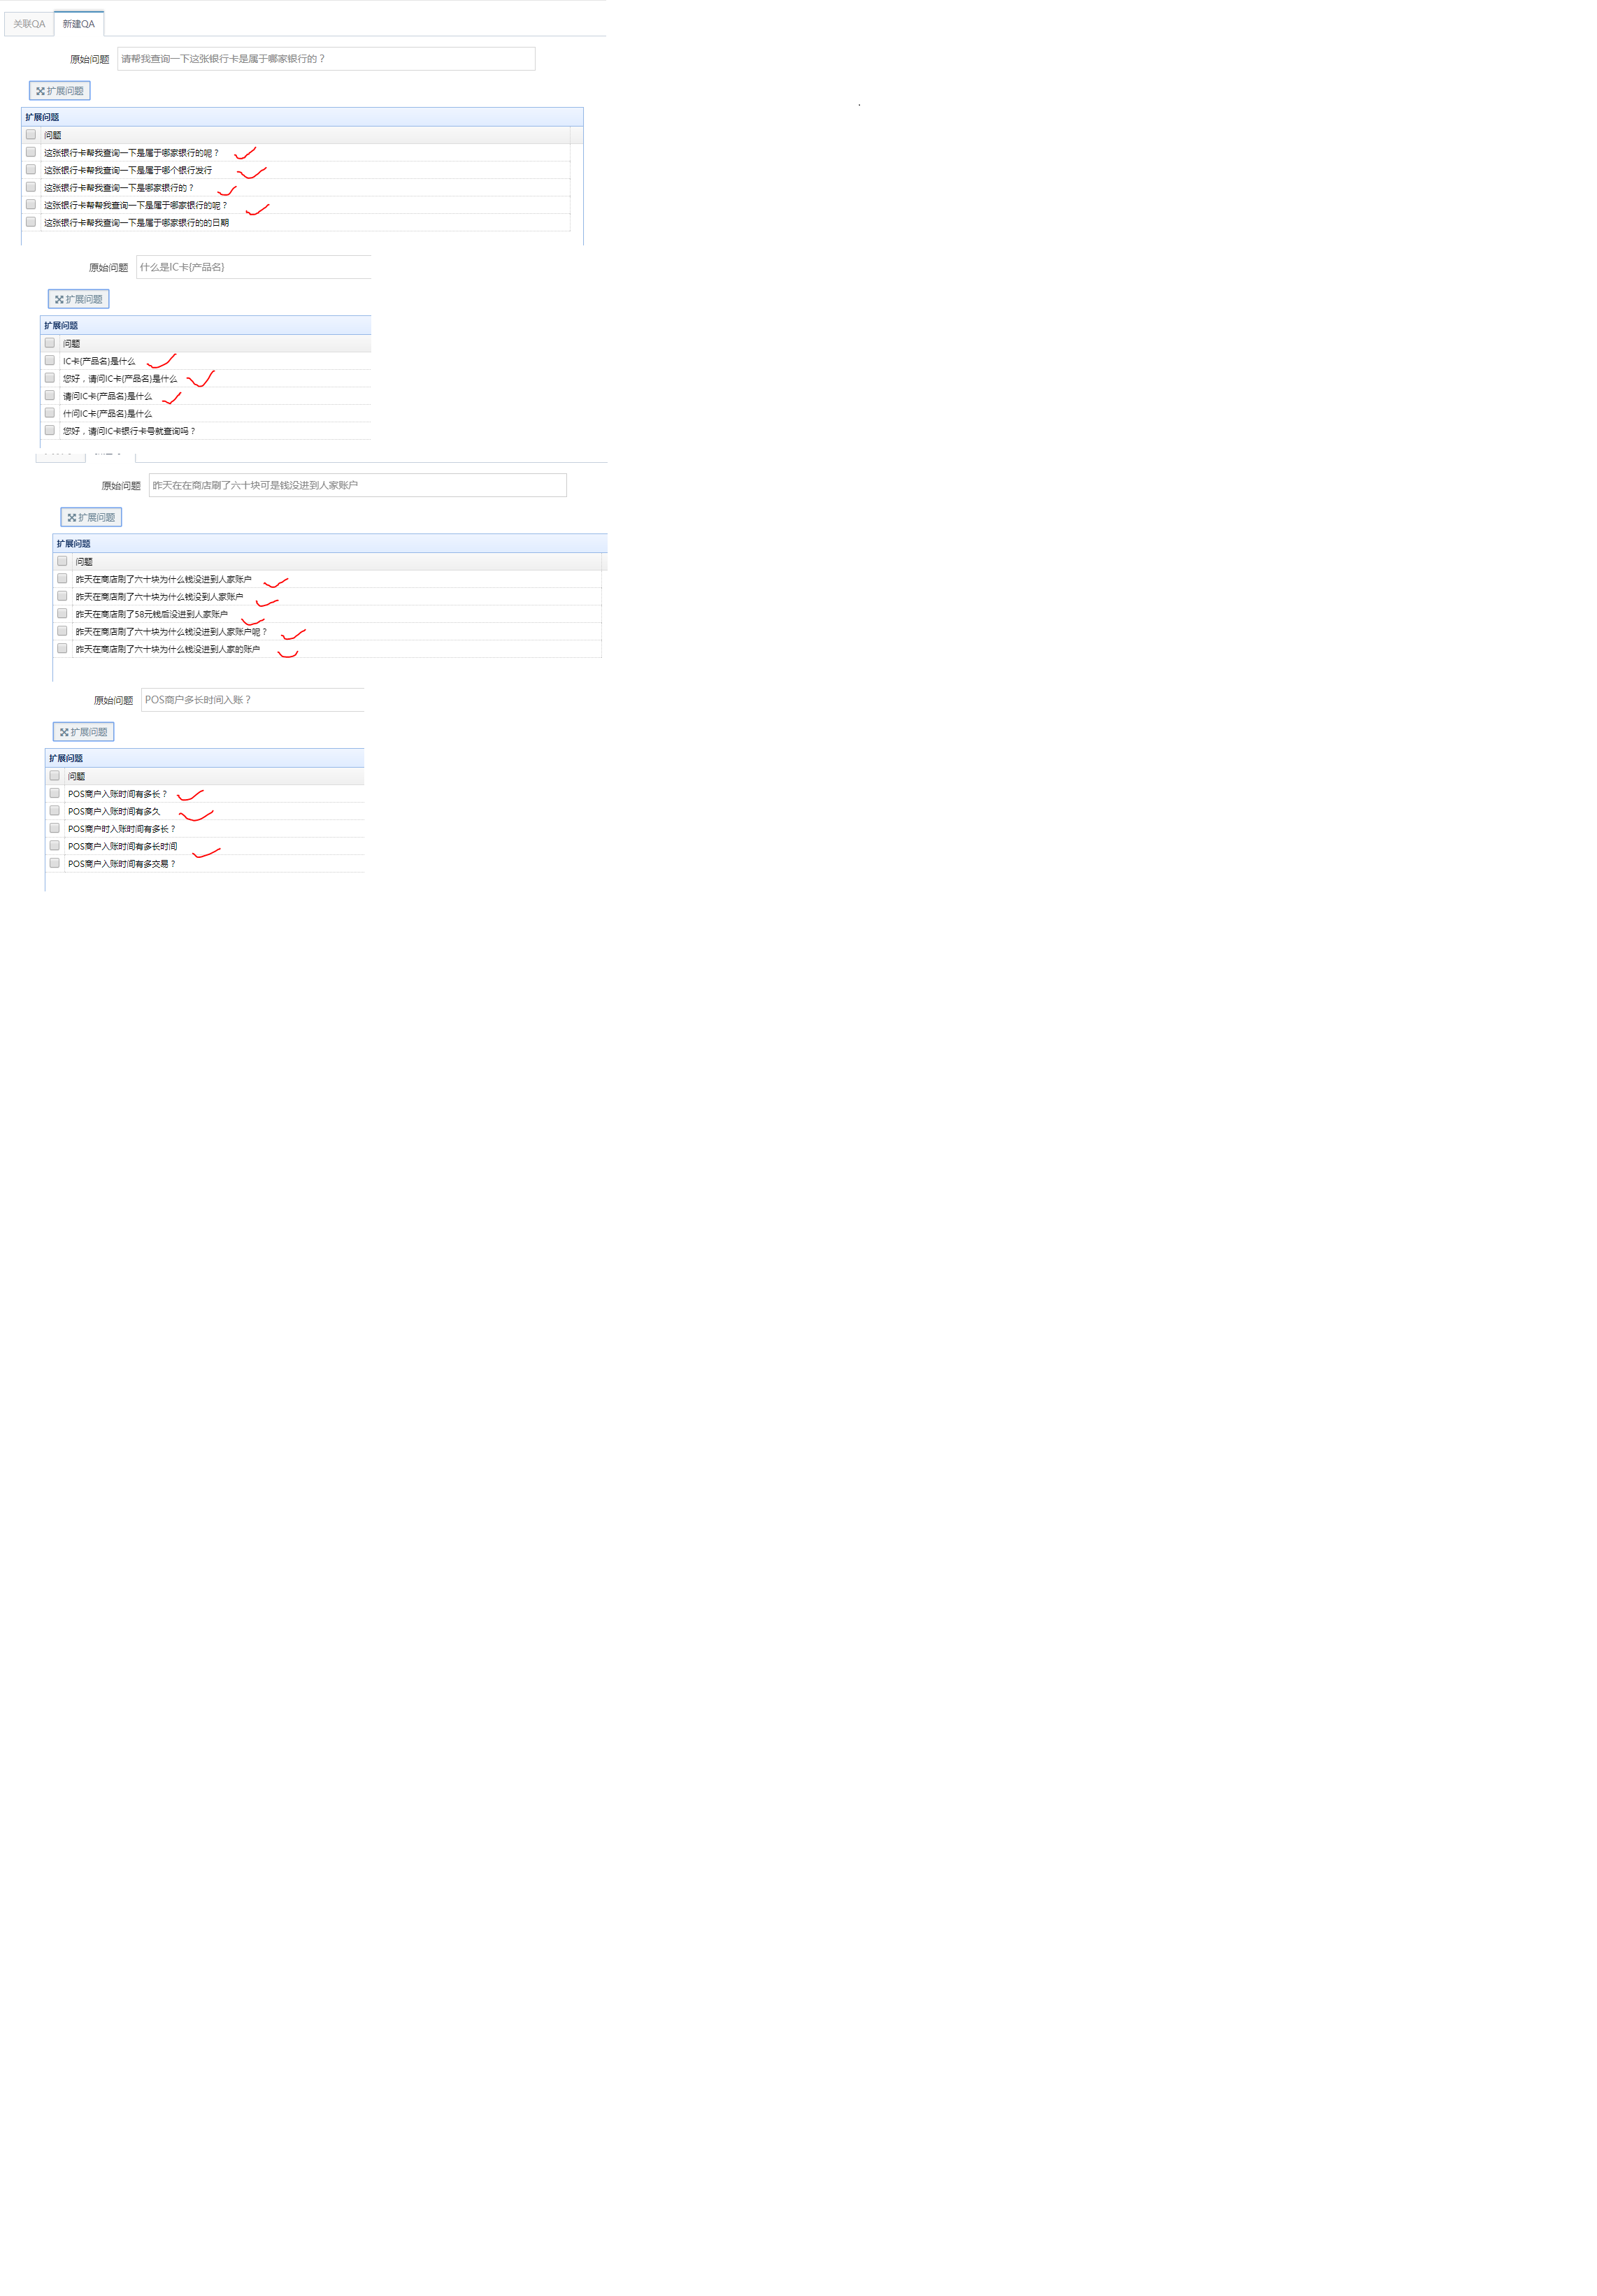 关联QA 新建QA
原始问题 请帮我查询一下这张银行卡是属于哪家银行的？
扩展问题
扩展问题
问题
这张银行卡帮我查询一下是属于哪家银行的呢？
这张银行卡帮我查询一下是属于哪个银行发行
这张银行卡帮我查询一下是哪家银行的？
这张银行卡帮帮我查询一下是属于哪家银行的呢？
这张银行卡帮我查询一下是属于哪家银行的的日期
原始问题 什么是IC卡{产品名}
扩展问题
扩展问题
问题
IC卡{产品名}是什么
您好，请问IC卡{产品名}是什么
请问IC卡{产品名}是什么
什问IC卡{产品名}是什么
您好，请问IC卡银行卡号就查询吗？
原始问题 昨天在在商店刷了六十块可是钱没进到人家账户
扩展问题
扩展问题
问题
昨天在商店刷了六十块为什么钱没进到人家账户
昨天在商店刷了六十块为什么钱没到人家账户
昨天在商店刷了58元钱后没进到人家账户
昨天在商店刷了六十块为什么钱没进到人家账户呢？
昨天在商店刷了六十块为什么钱没进到人家的账户
原始问题 POS商户多长时间入账？
扩展问题
扩展问题
问题
POS商户入账时间有多长？
POS商户入账时间有多久
POS商户时入账时间有多长？
POS商户入账时间有多长时间
POS商户入账时间有多交易？